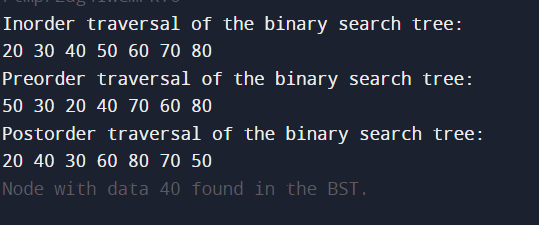 Inorder traversal of the binary search tree:
20 30 40 50 60 70 80
Preorder traversal of the binary search tree:
50 30 20 40 70 60 80
Postorder traversal of the binary search tree:
20 40 30 60 80 70 50
Node with data 40 found in the BST.